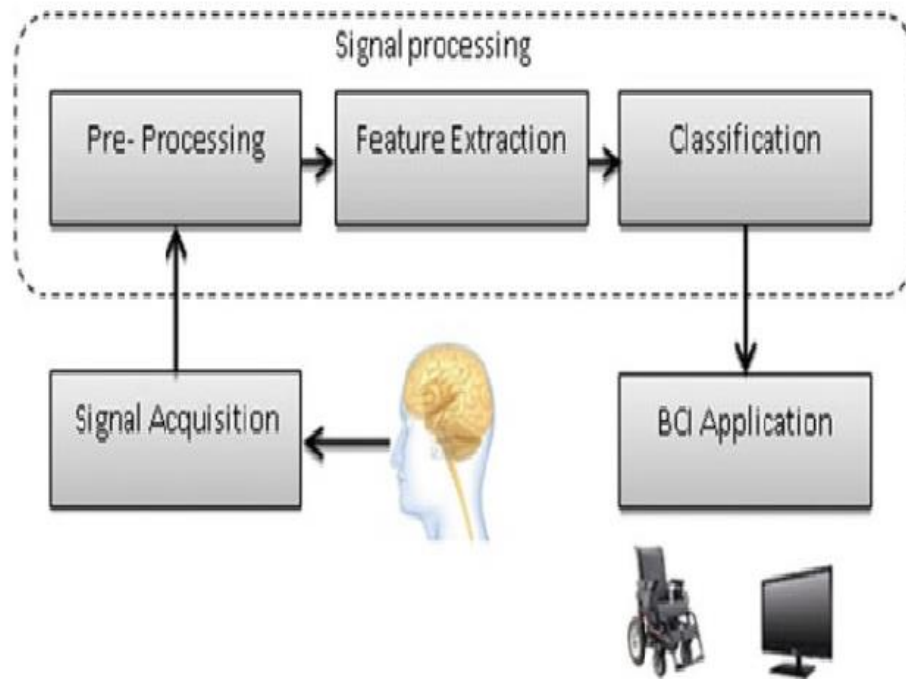 Signal processing
Pre- Processing
Feature Extraction
Classification
Signal Acquisition
BCI Application